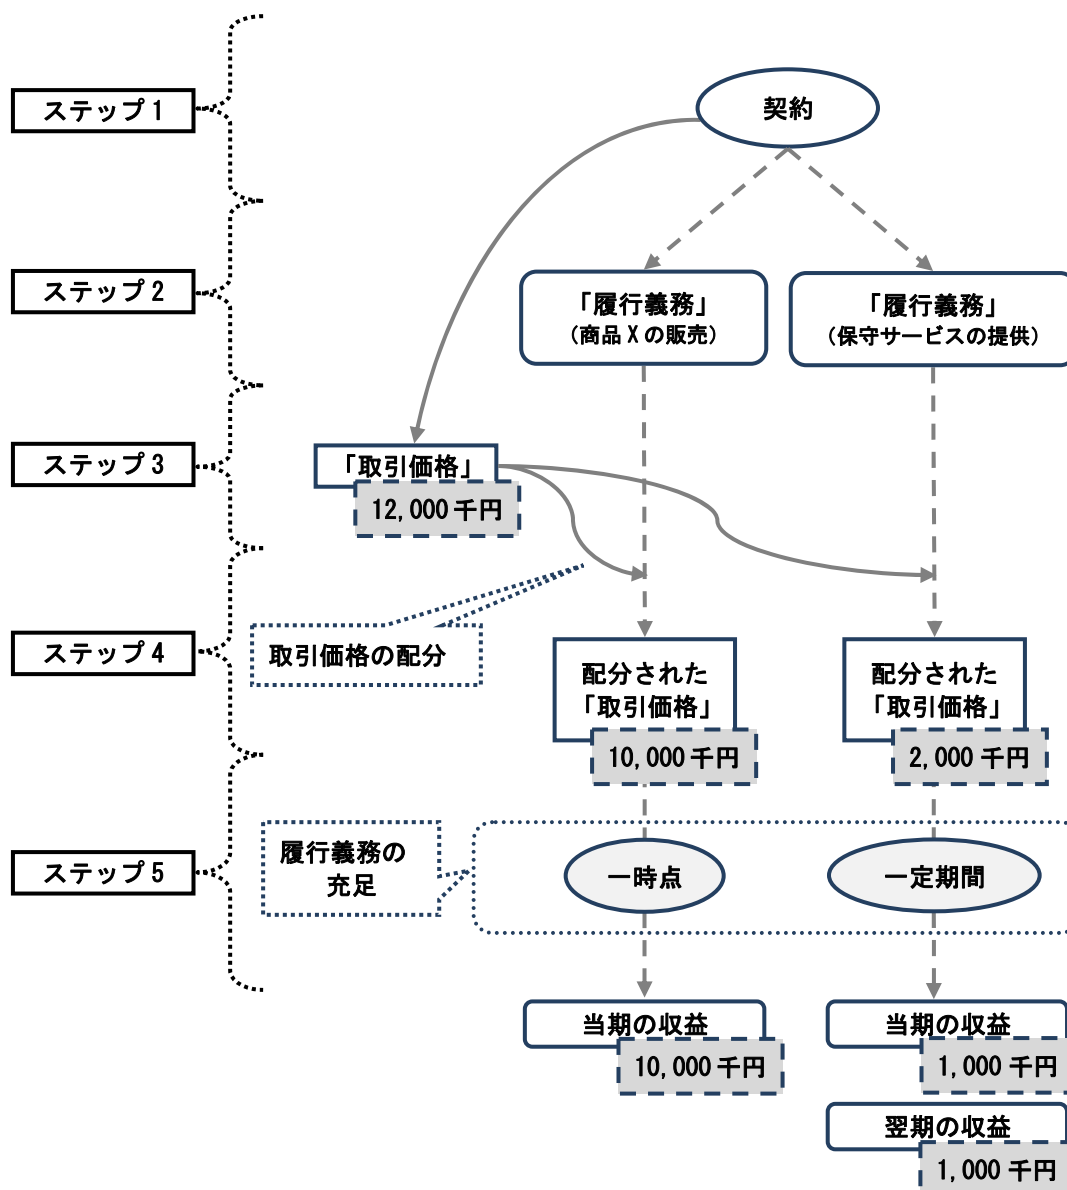 ステップ1
契約
ステップ2
「履行義務」
(商品Xの販売)
「履行義務」
(保守サービスの提供)
ステップ3
「取引価格」
12,000千円
ステップ4
取引価格の配分
配分された
「取引価格」
10,000千円
配分された
「取引価格」
2,000千円
ステップ5
履行義務の
充足
一時点
一定期間
当期の収益
10,000千円
当期の収益
1,000千円
翌期の収益
1,000千円